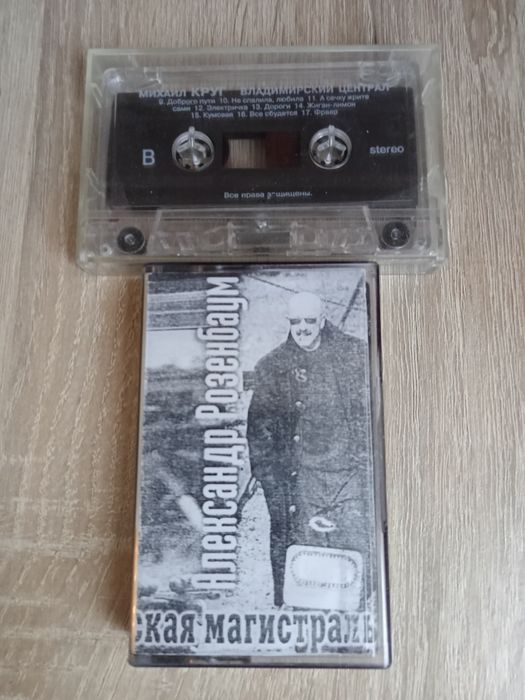 МИХАИЛ КРУГ ВЛАДИМИРСКИЙ ЦЕНТРАЛ
9. Доброго пути 10. Не спалила, любила 11. А сечку жрите
сами 12. Электричка 13. Дороги 14. Жиган-лимон
15. Кумовая 16. Все сбудется 17. Фраер
B
stereo
Все права защищены.
Александр Розенбаум
ская магистраль